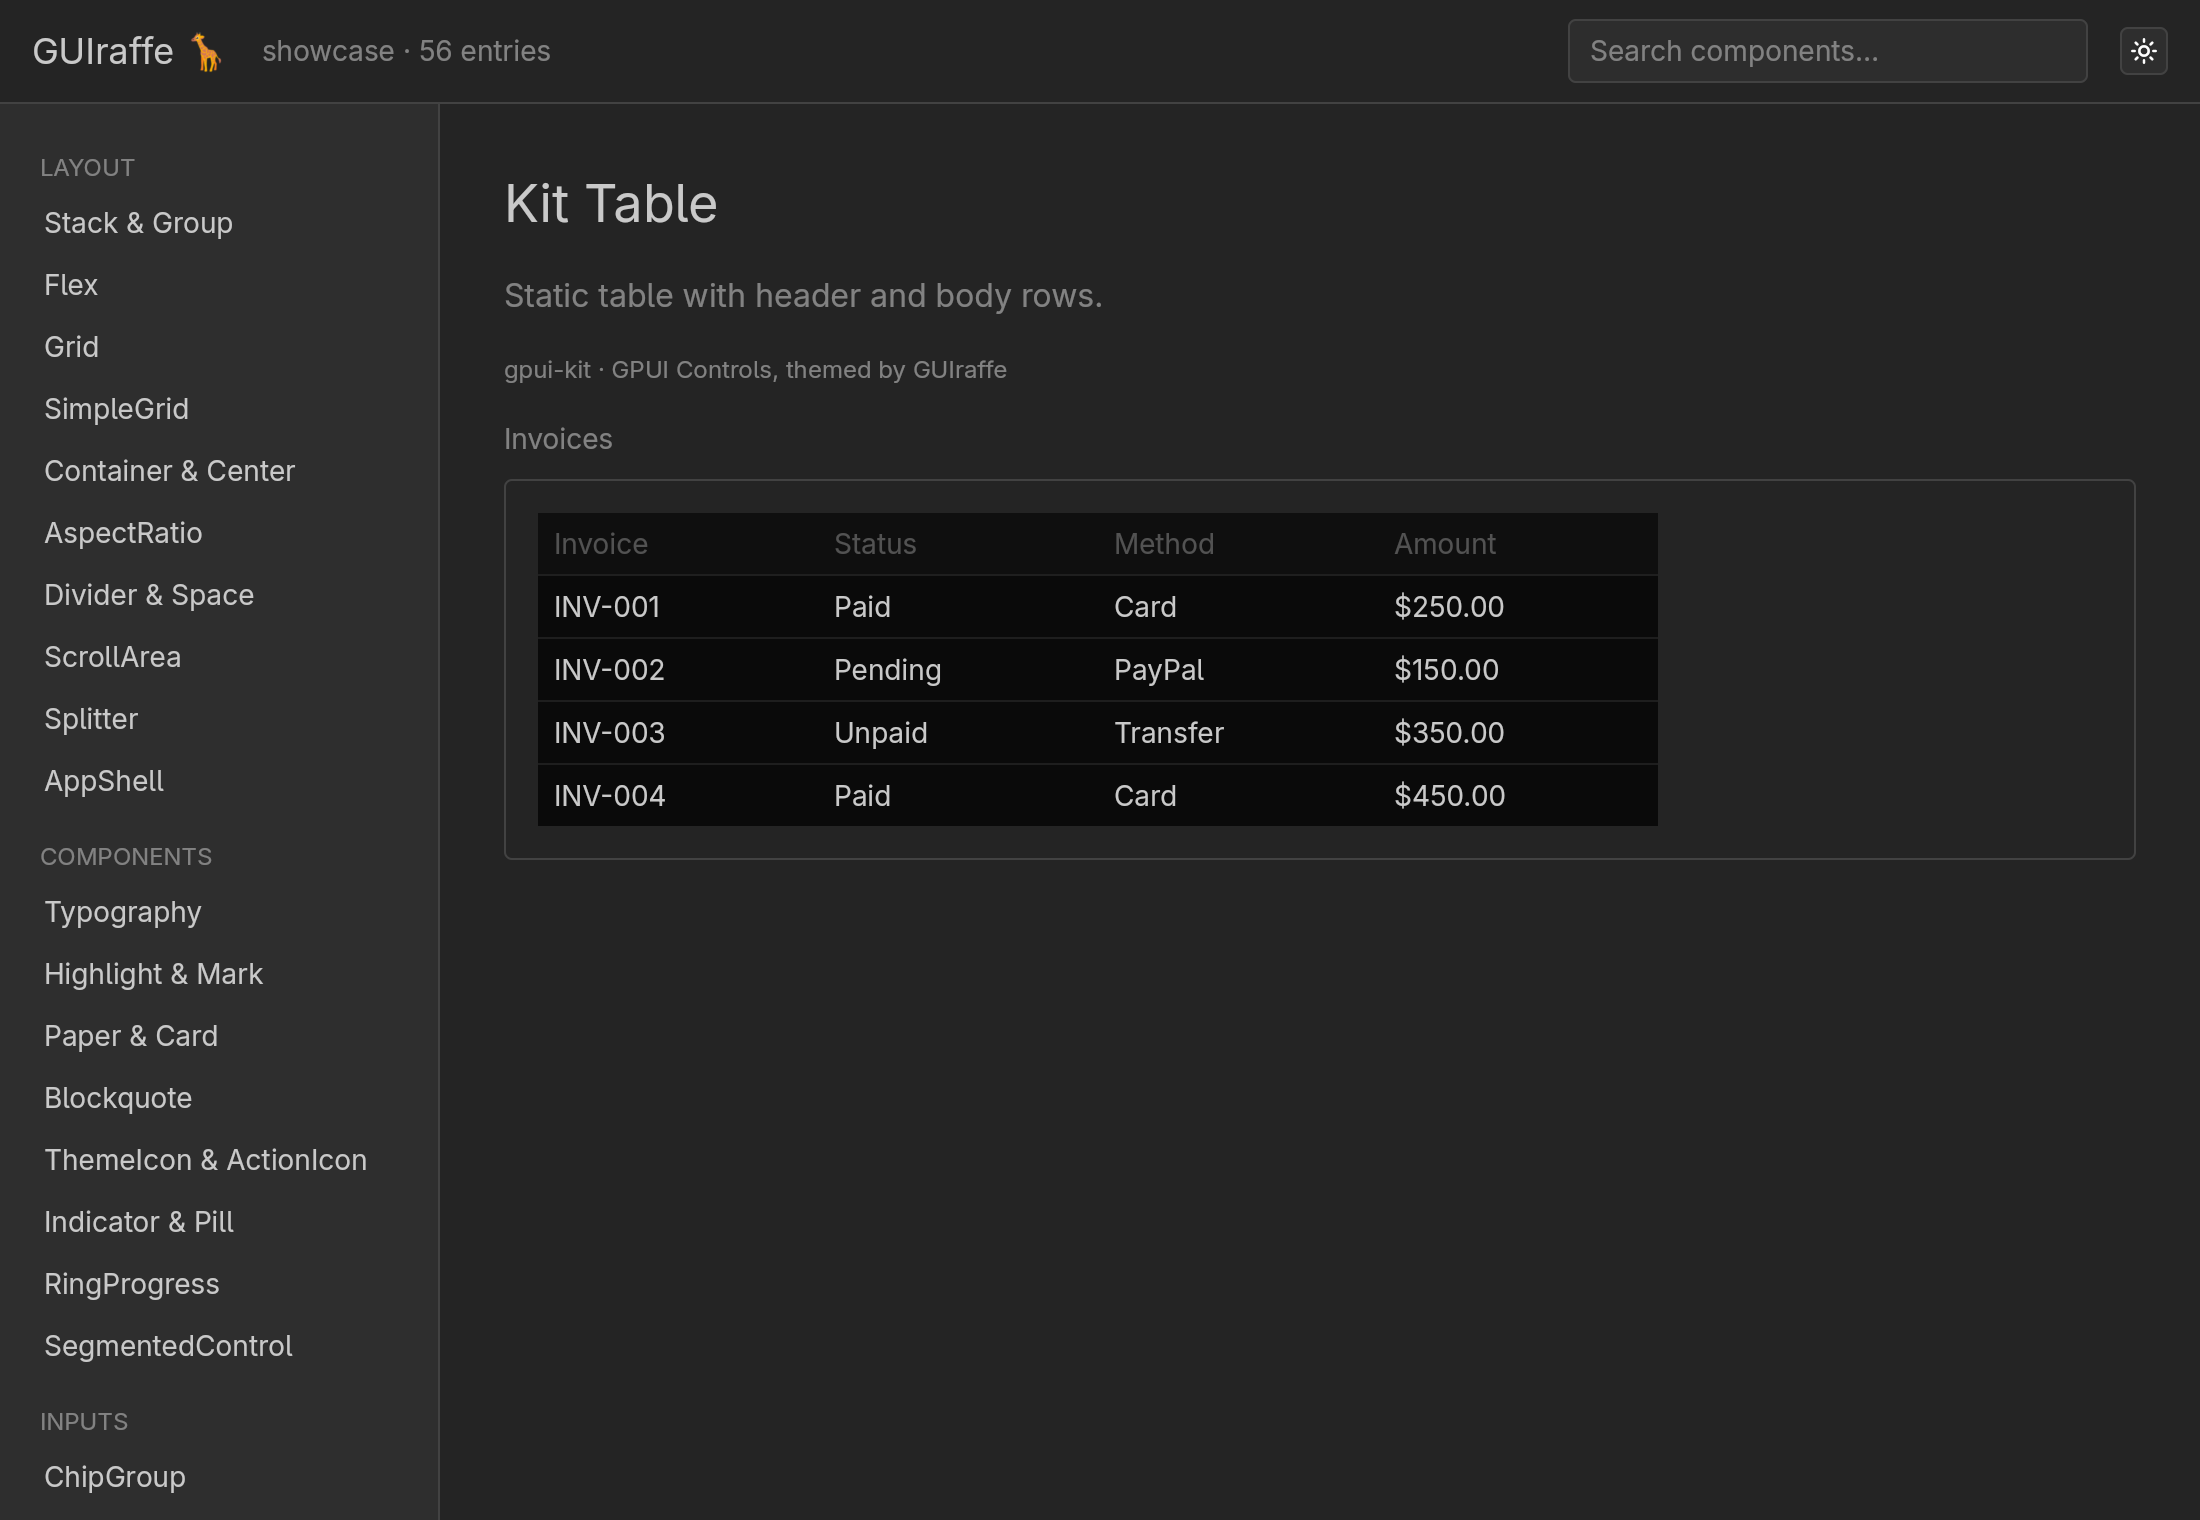 GUIraffe 🦒 showcase · 56 entries
Search components...
LAYOUT
Stack & Group
Flex
Grid
SimpleGrid
Container & Center
AspectRatio
Divider & Space
ScrollArea
Splitter
AppShell
COMPONENTS
Typography
Highlight & Mark
Paper & Card
Blockquote
ThemeIcon & ActionIcon
Indicator & Pill
RingProgress
SegmentedControl
INPUTS
ChipGroup
Kit Table
Static table with header and body rows.
gpui-kit · GPUI Controls, themed by GUIraffe
Invoices
Invoice Status Method Amount
INV-001 Paid Card $250.00
INV-002 Pending PayPal $150.00
INV-003 Unpaid Transfer $350.00
INV-004 Paid Card $450.00